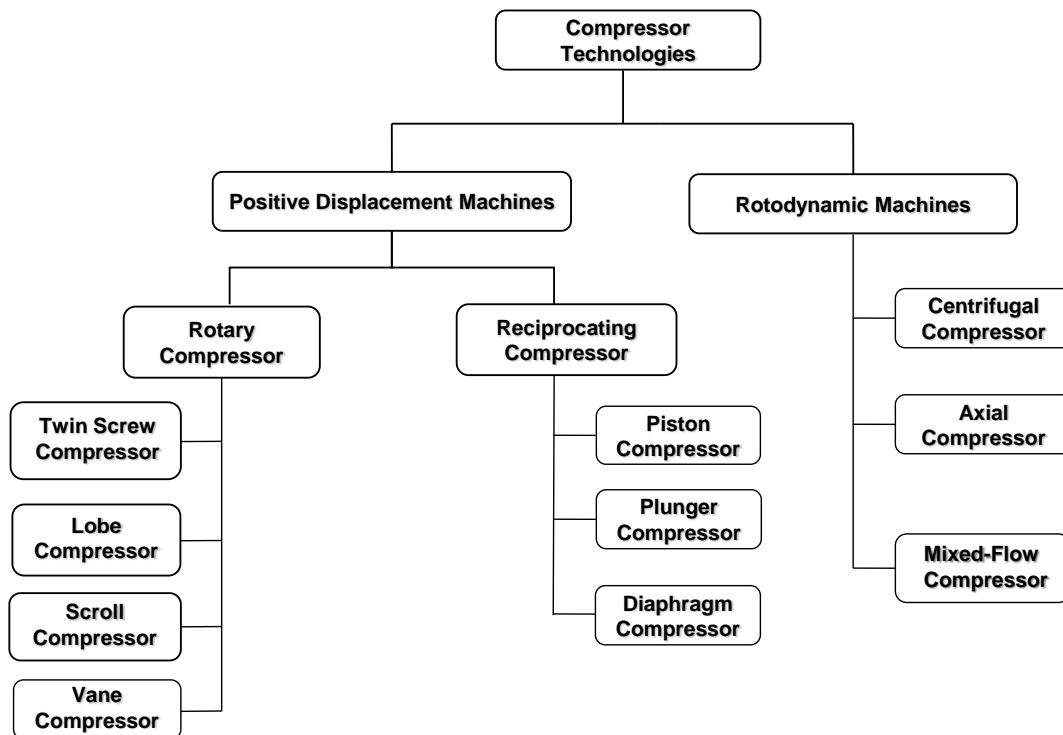 Compressor
Technologies
Positive Displacement Machines
Rotodynamic Machines
Rotary
Compressor
Reciprocating
Compressor
Centrifugal
Compressor
Twin Screw
Compressor
Piston
Compressor
Axial
Compressor
Lobe
Compressor
Plunger
Compressor
Mixed-Flow
Compressor
Scroll
Compressor
Diaphragm
Compressor
Vane
Compressor